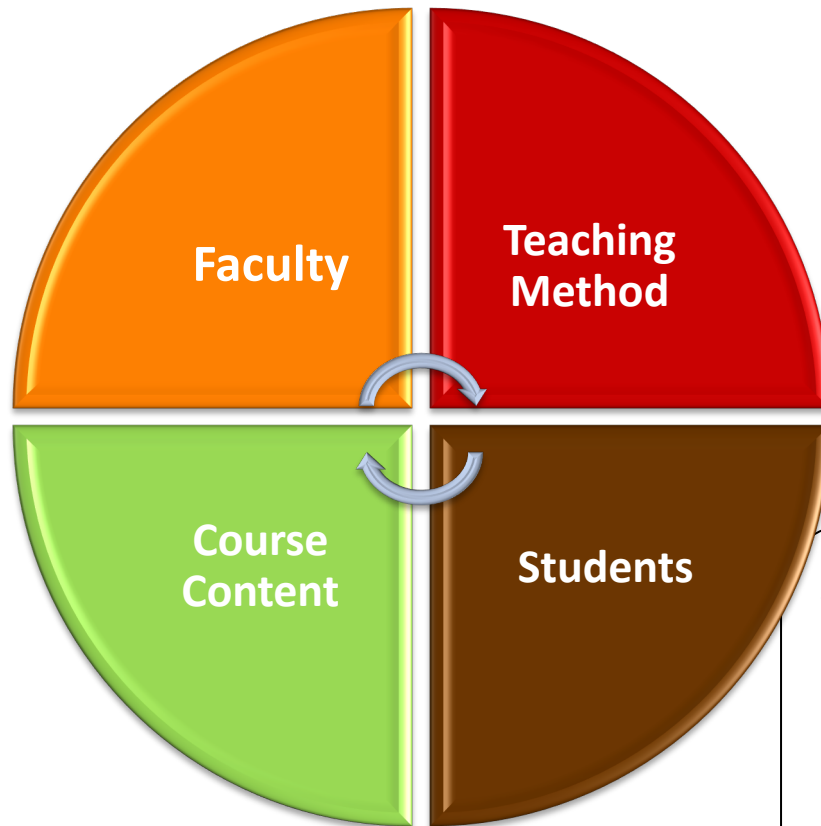 Faculty
Teaching
Method
Course
Content
Students